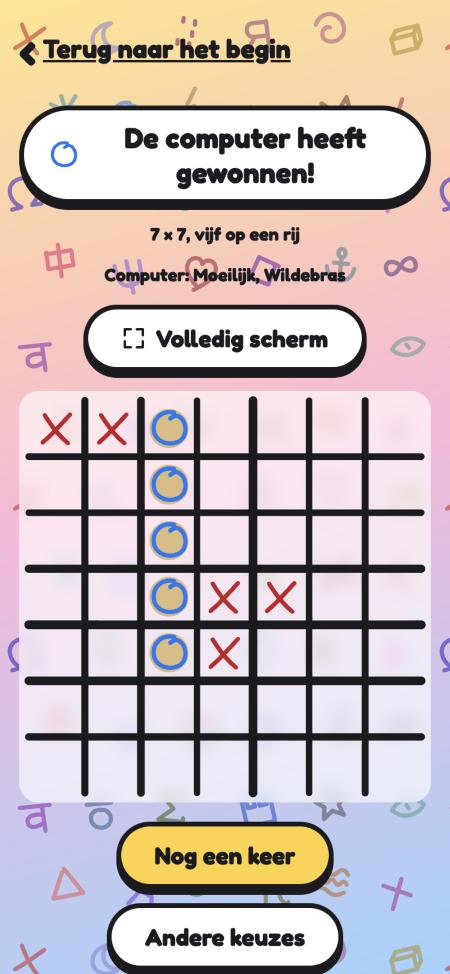 Terug naar het begin
De computer heeft
gewonnen!
7 × 7, vijf op een rij
Computer: Moeilijk, Wildebras
Volledig scherm
Nog een keer
Andere keuzes